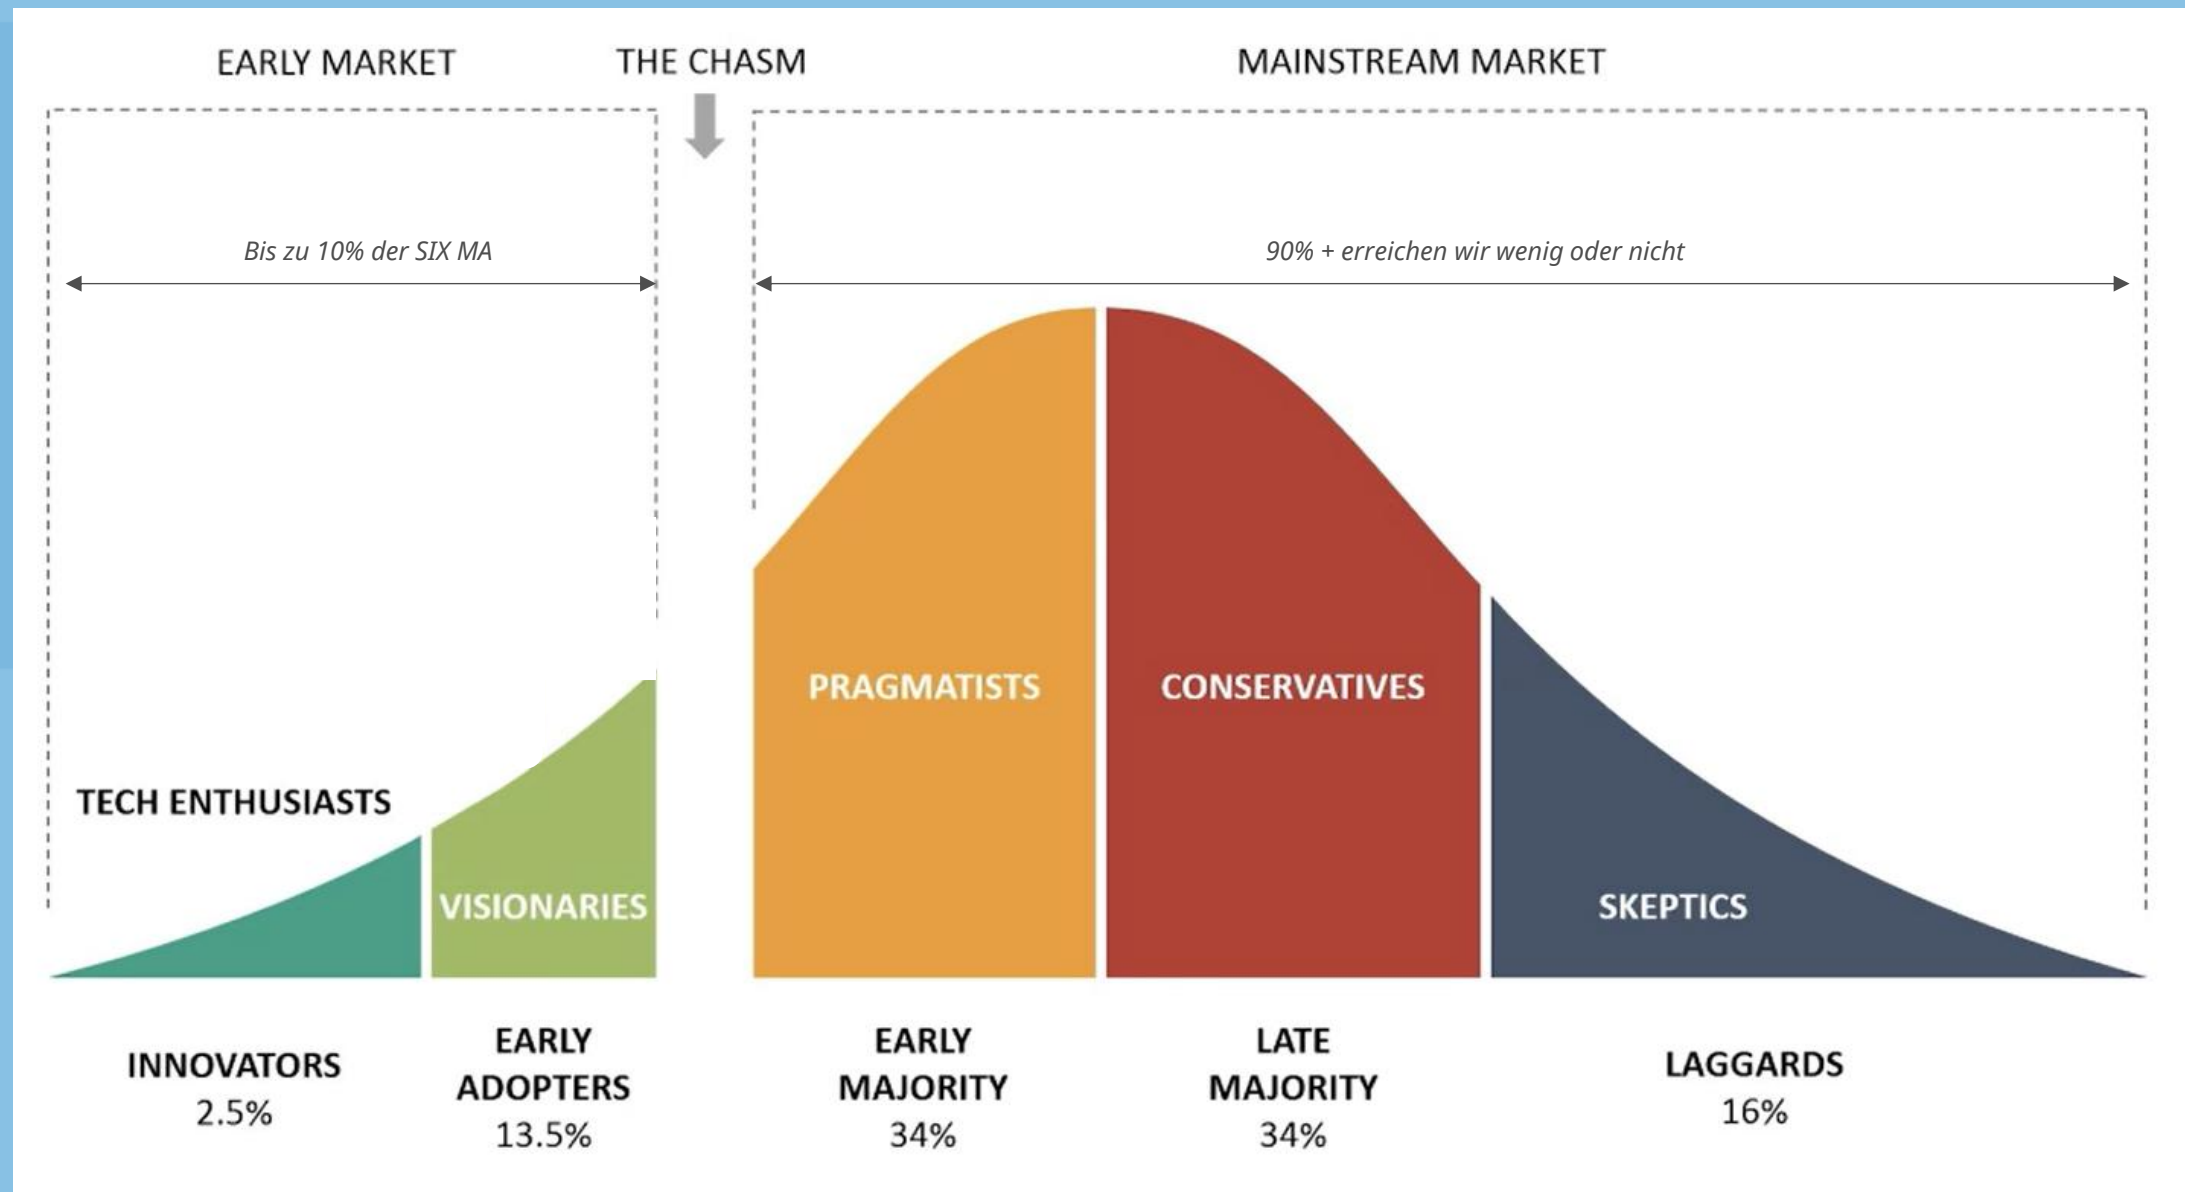 EARLY MARKET
THE CHASM
MAINSTREAM MARKET
Bis zu 10% der SIX MA
90% + erreichen wir wenig oder nicht
PRAGMATISTS
CONSERVATIVES
TECH ENTHUSIASTS
VISIONARIES
SKEPTICS
INNOVATORS
2.5%
EARLY
ADOPTERS
13.5%
EARLY
MAJORITY
34%
LATE
MAJORITY
34%
LAGGARDS
16%